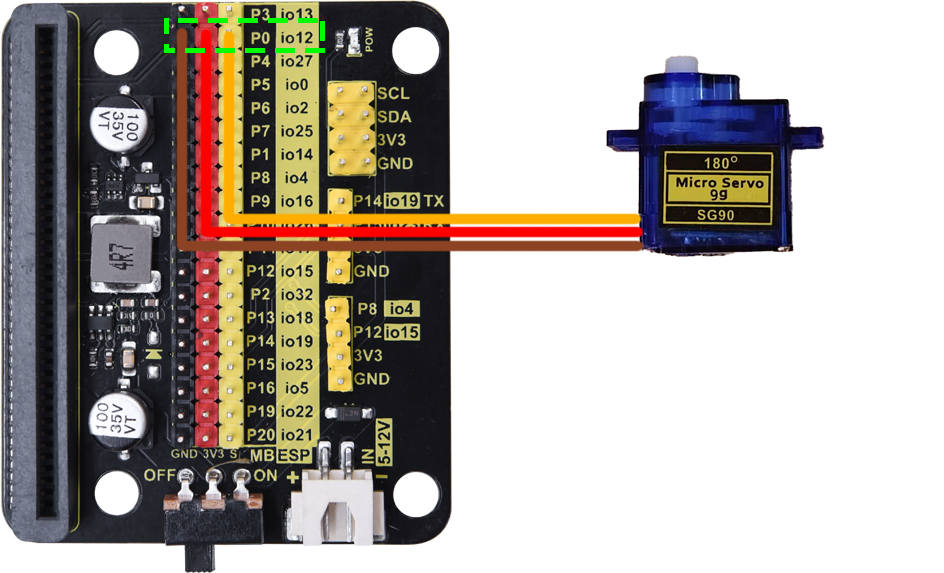 P3 io13
P0 io12
P4 io27
P5 io0
P6 io2
P7 io25
P1 io14
P8 io4
P9 io16
P12 io15
P2 io32
P13 io18
P14 io19
P15 io23
P16 io5
P19 io22
P20 io21
GND 3V3 S MB ESP
OFF ON + -
IN 5-12V
POW
SCL
SDA
3V3
GND
P14 io19 TX
GND
P8 io4
P12 io15
3V3
GND
100
35V
VT
4R7
100
35V
VT
180°
Micro Servo
9g
SG90